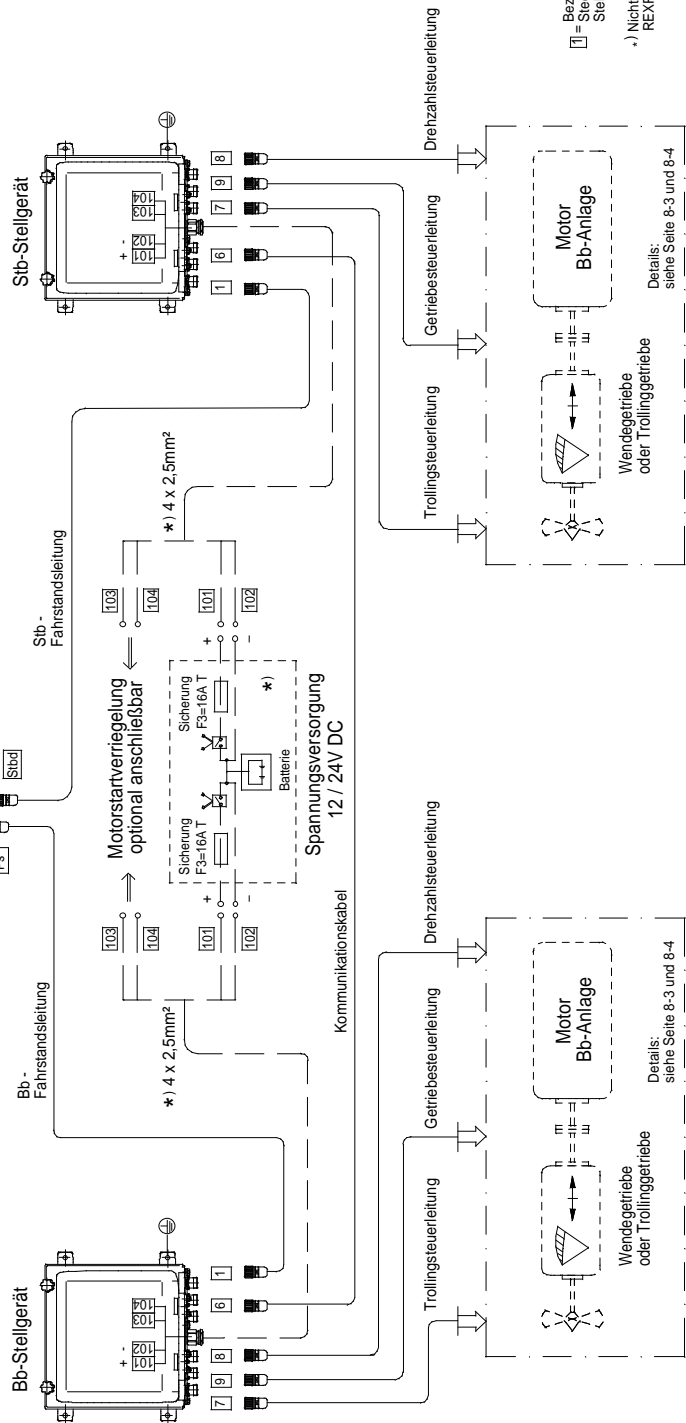 Stbd
Bb-Stellgerät
Stb-Stellgerät
Bb -
Fahrstandsleitung
Stb -
Fahrstandsleitung
+ -
101 102 103 104
+ -
101 102 103 104
7 9 8 6 1
1 6 7 9 8
*) 4 x 2,5mm²
*) 4 x 2,5mm²
103
104
101
102
Motorstartverriegelung
optional anschließbar
103
104
101
102
+
-
+
-
Sicherung
F3=16A T
Sicherung
F3=16A T
Batterie
*)
Spannungsversorgung
12 / 24V DC
Kommunikationskabel
Trollingsteuerleitung
Getriebesteuerleitung
Drehzahlsteuerleitung
Trollingsteuerleitung
Getriebesteuerleitung
Drehzahlsteuerleitung
Motor
Bb-Anlage
Wendegetriebe
oder Trollinggetriebe
Details:
siehe Seite 8-3 und 8-4
Motor
Bb-Anlage
Wendegetriebe
oder Trollinggetriebe
Details:
siehe Seite 8-3 und 8-4
1 =
*) Nicht